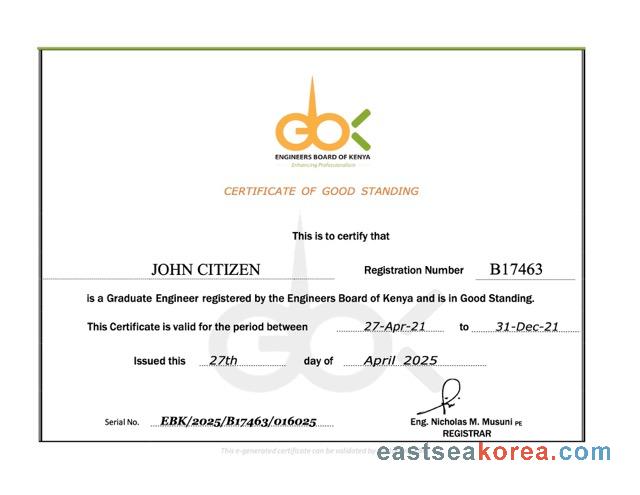 ebk
ENGINEERS BOARD OF KENYA
Enhancing Professionalism
CERTIFICATE OF GOOD STANDING
This is to certify that
JOHN CITIZEN Registration Number B17463
is a Graduate Engineer registered by the Engineers Board of Kenya and is in Good Standing.
This Certificate is valid for the period between 27-Apr-21 to 31-Dec-21
Issued this 27th day of April 2025
Serial No. EBK/2025/B17463/016025
Eng. Nicholas M. Musuni PE
REGISTRAR
This e-generated certificate can be validated by
eastseakorea.com